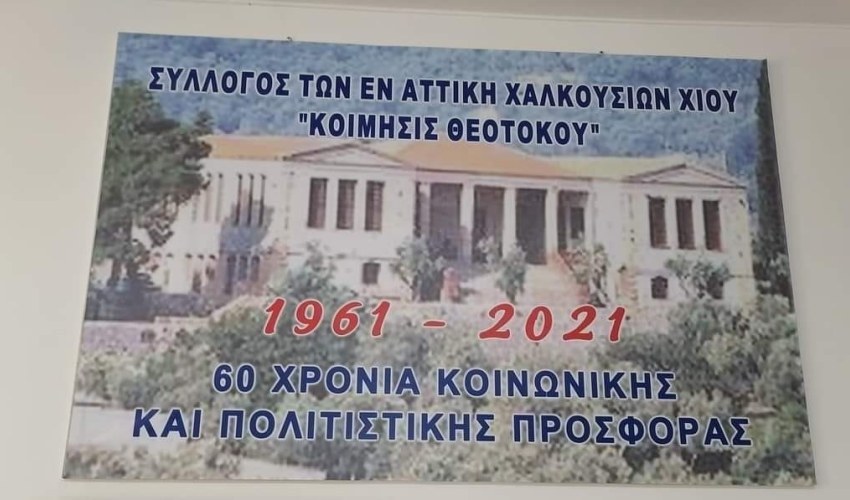 ΣΥΛΛΟΓΟΣ ΤΩΝ ΕΝ ΑΤΤΙΚΗ ΧΑΛΚΟΥΣΙΩΝ ΧΙΟΥ
"ΚΟΙΜΗΣΙΣ ΘΕΟΤΟΚΟΥ"
1961 - 2021
60 ΧΡΟΝΙΑ ΚΟΙΝΩΝΙΚΗΣ
ΚΑΙ ΠΟΛΙΤΙΣΤΙΚΗΣ ΠΡΟΣΦΟΡΑΣ